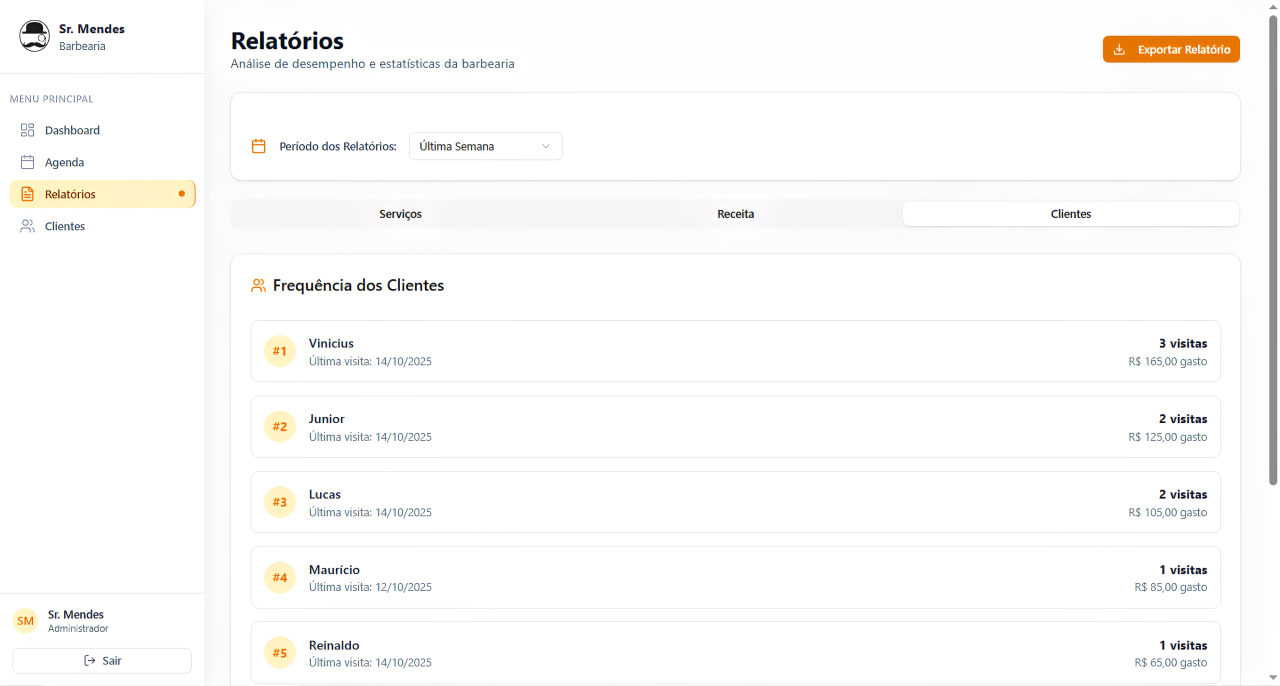 Sr. Mendes
Barbearia
MENU PRINCIPAL
Dashboard
Agenda
Relatórios
Clientes
Sr. Mendes
SM
Administrador
Sair
Relatórios
Análise de desempenho e estatísticas da barbearia
Exportar Relatório
Período dos Relatórios: Última Semana
Serviços Receita Clientes
Frequência dos Clientes
#1 Vinicius 3 visitas
Última visita: 14/10/2025 R$ 165,00 gasto
#2 Junior 2 visitas
Última visita: 14/10/2025 R$ 125,00 gasto
#3 Lucas 2 visitas
Última visita: 14/10/2025 R$ 105,00 gasto
#4 Maurício 1 visitas
Última visita: 12/10/2025 R$ 85,00 gasto
#5 Reinaldo 1 visitas
Última visita: 14/10/2025 R$ 65,00 gasto